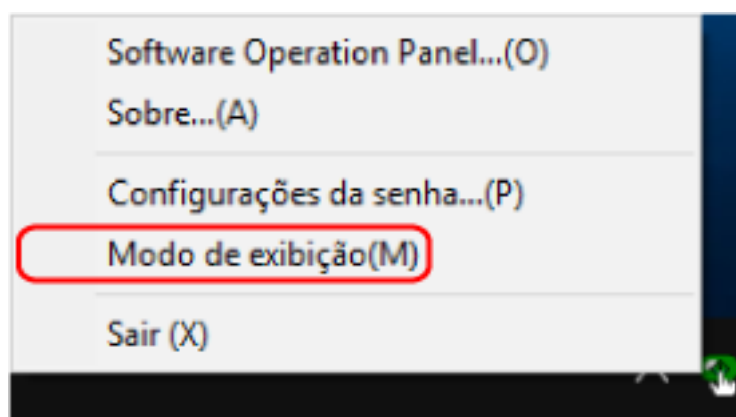 Software Operation Panel...(O)
Sobre...(A)
Configurações da senha...(P)
Modo de exibição(M)
Sair (X)